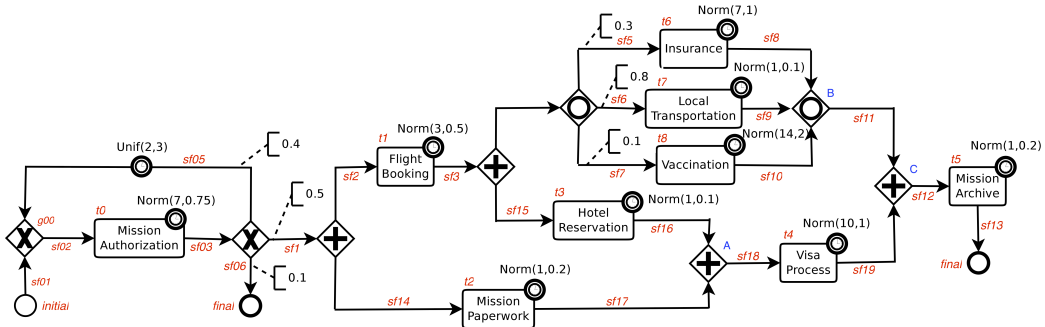 0.3
Norm(7,1)
t6
sf5
Insurance
sf8
0.8
Norm(1,0.1)
t7
sf6
Local
Transportation
sf9
B
sf11
0.1
Norm(14,2)
t8
sf7
Vaccination
sf10
Norm(3,0.5)
t1
sf2
Flight
Booking
sf3
0.4
Unif(2,3)
sf05
0.5
Norm(7,0.75)
t0
g00
sf02
Mission
Authorization
sf03
sf1
sf06
0.1
sf01
initial
final
Norm(1,0.1)
t3
sf15
Hotel
Reservation
sf16
A
sf18
Norm(10,1)
t4
Visa
Process
sf19
C
sf12
Norm(1,0.2)
t5
Mission
Archive
sf13
final
Norm(1,0.2)
t2
sf14
Mission
Paperwork
sf17